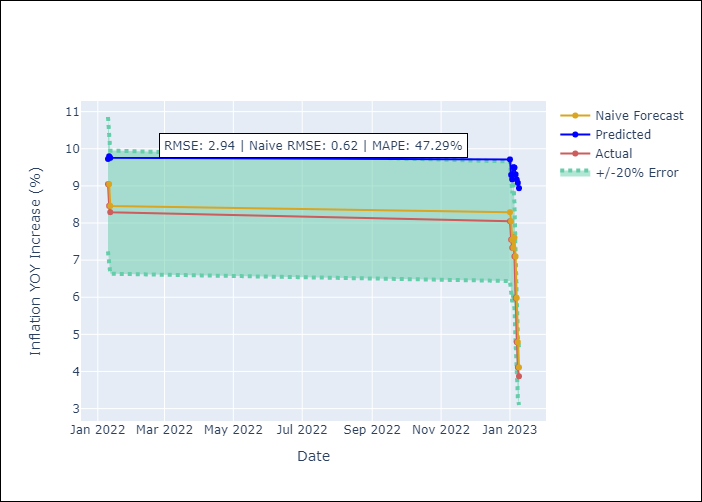 RMSE: 2.94 | Naive RMSE: 0.62 | MAPE: 47.29%
Naive Forecast
Predicted
Actual
+/-20% Error
Inflation YOY Increase (%)
11
10
9
8
7
6
5
4
3
Jan 2022 Mar 2022 May 2022 Jul 2022 Sep 2022 Nov 2022 Jan 2023
Date